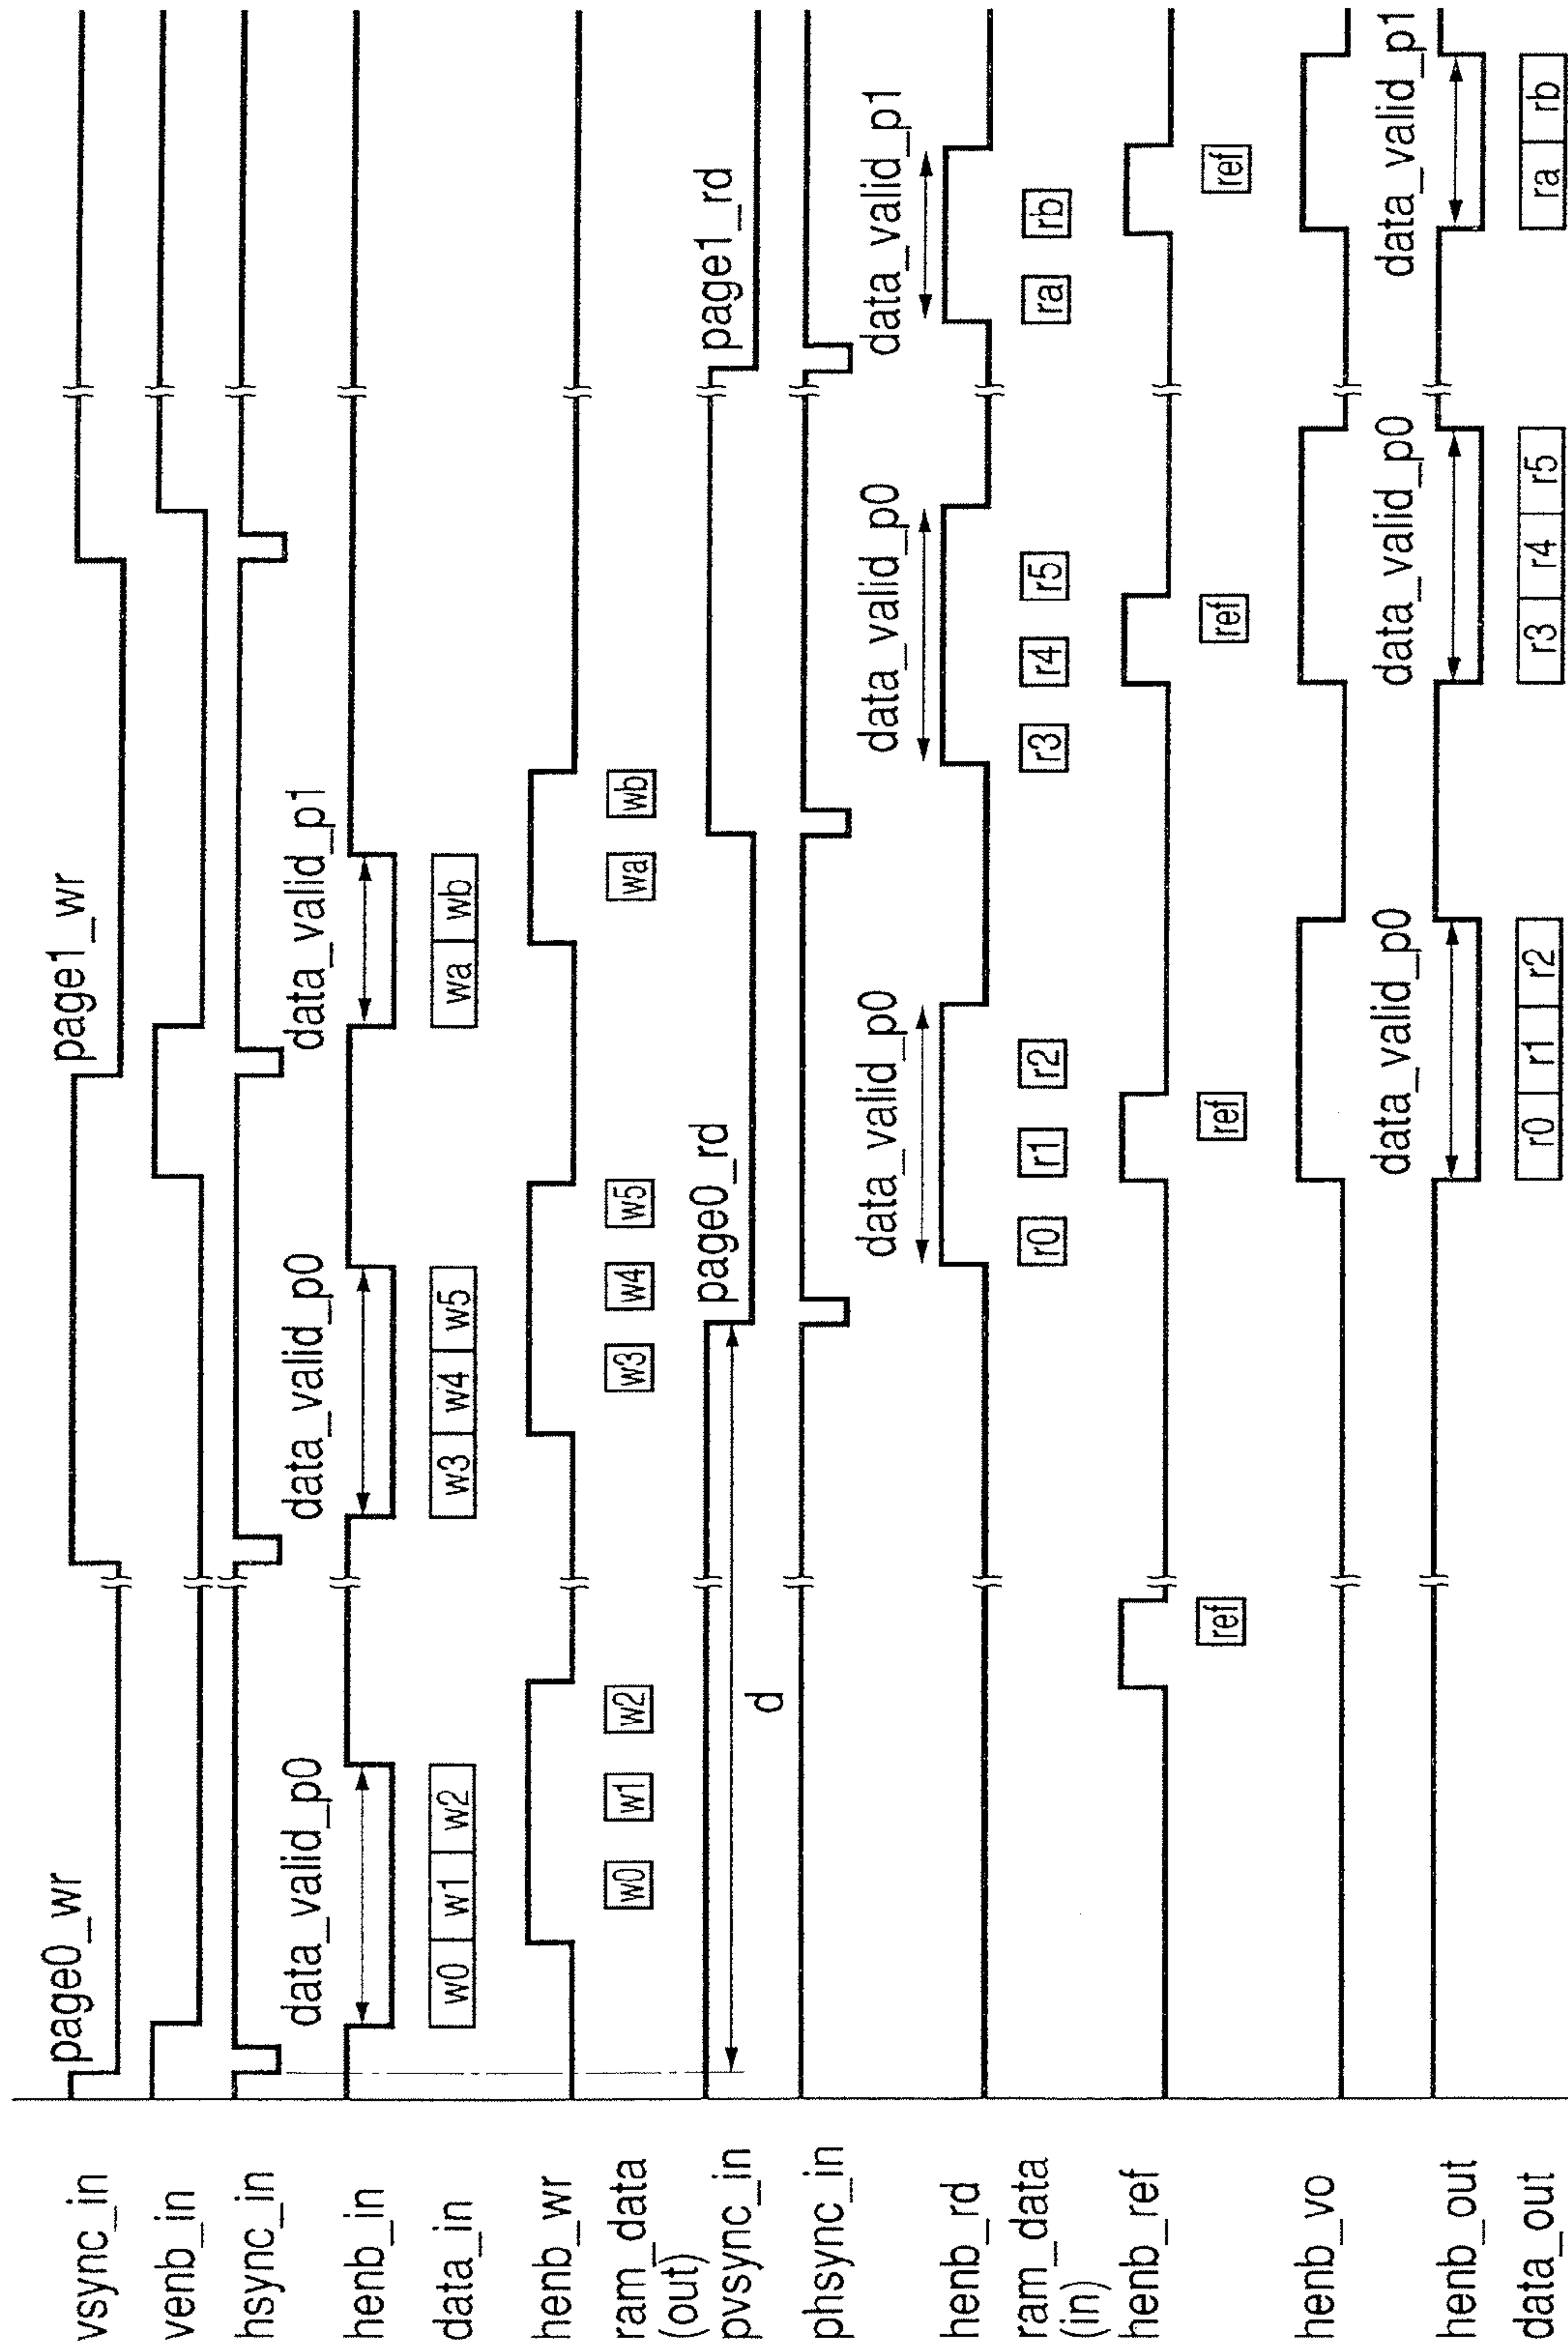 vsync_in
page0_wr
page1_wr
venb_in
hsync_in
henb_in
data_valid_p0
data_valid_p0
data_valid_p1
data_in
w0 w1 w2
w3 w4 w5
wa wb
henb_wr
ram_data
(out)
w0 w1 w2
w3 w4 w5
wa wb
pvsync_in
d
page0_rd
page1_rd
phsync_in
henb_rd
data_valid_p0
data_valid_p0
data_valid_p1
ram_data
(in)
r0 r1 r2
r3 r4 r5
ra rb
henb_ref
ref
ref
ref
ref
henb_vo
henb_out
data_valid_p0
data_valid_p0
data_valid_p1
data_out
r0 r1 r2
r3 r4 r5
ra rb